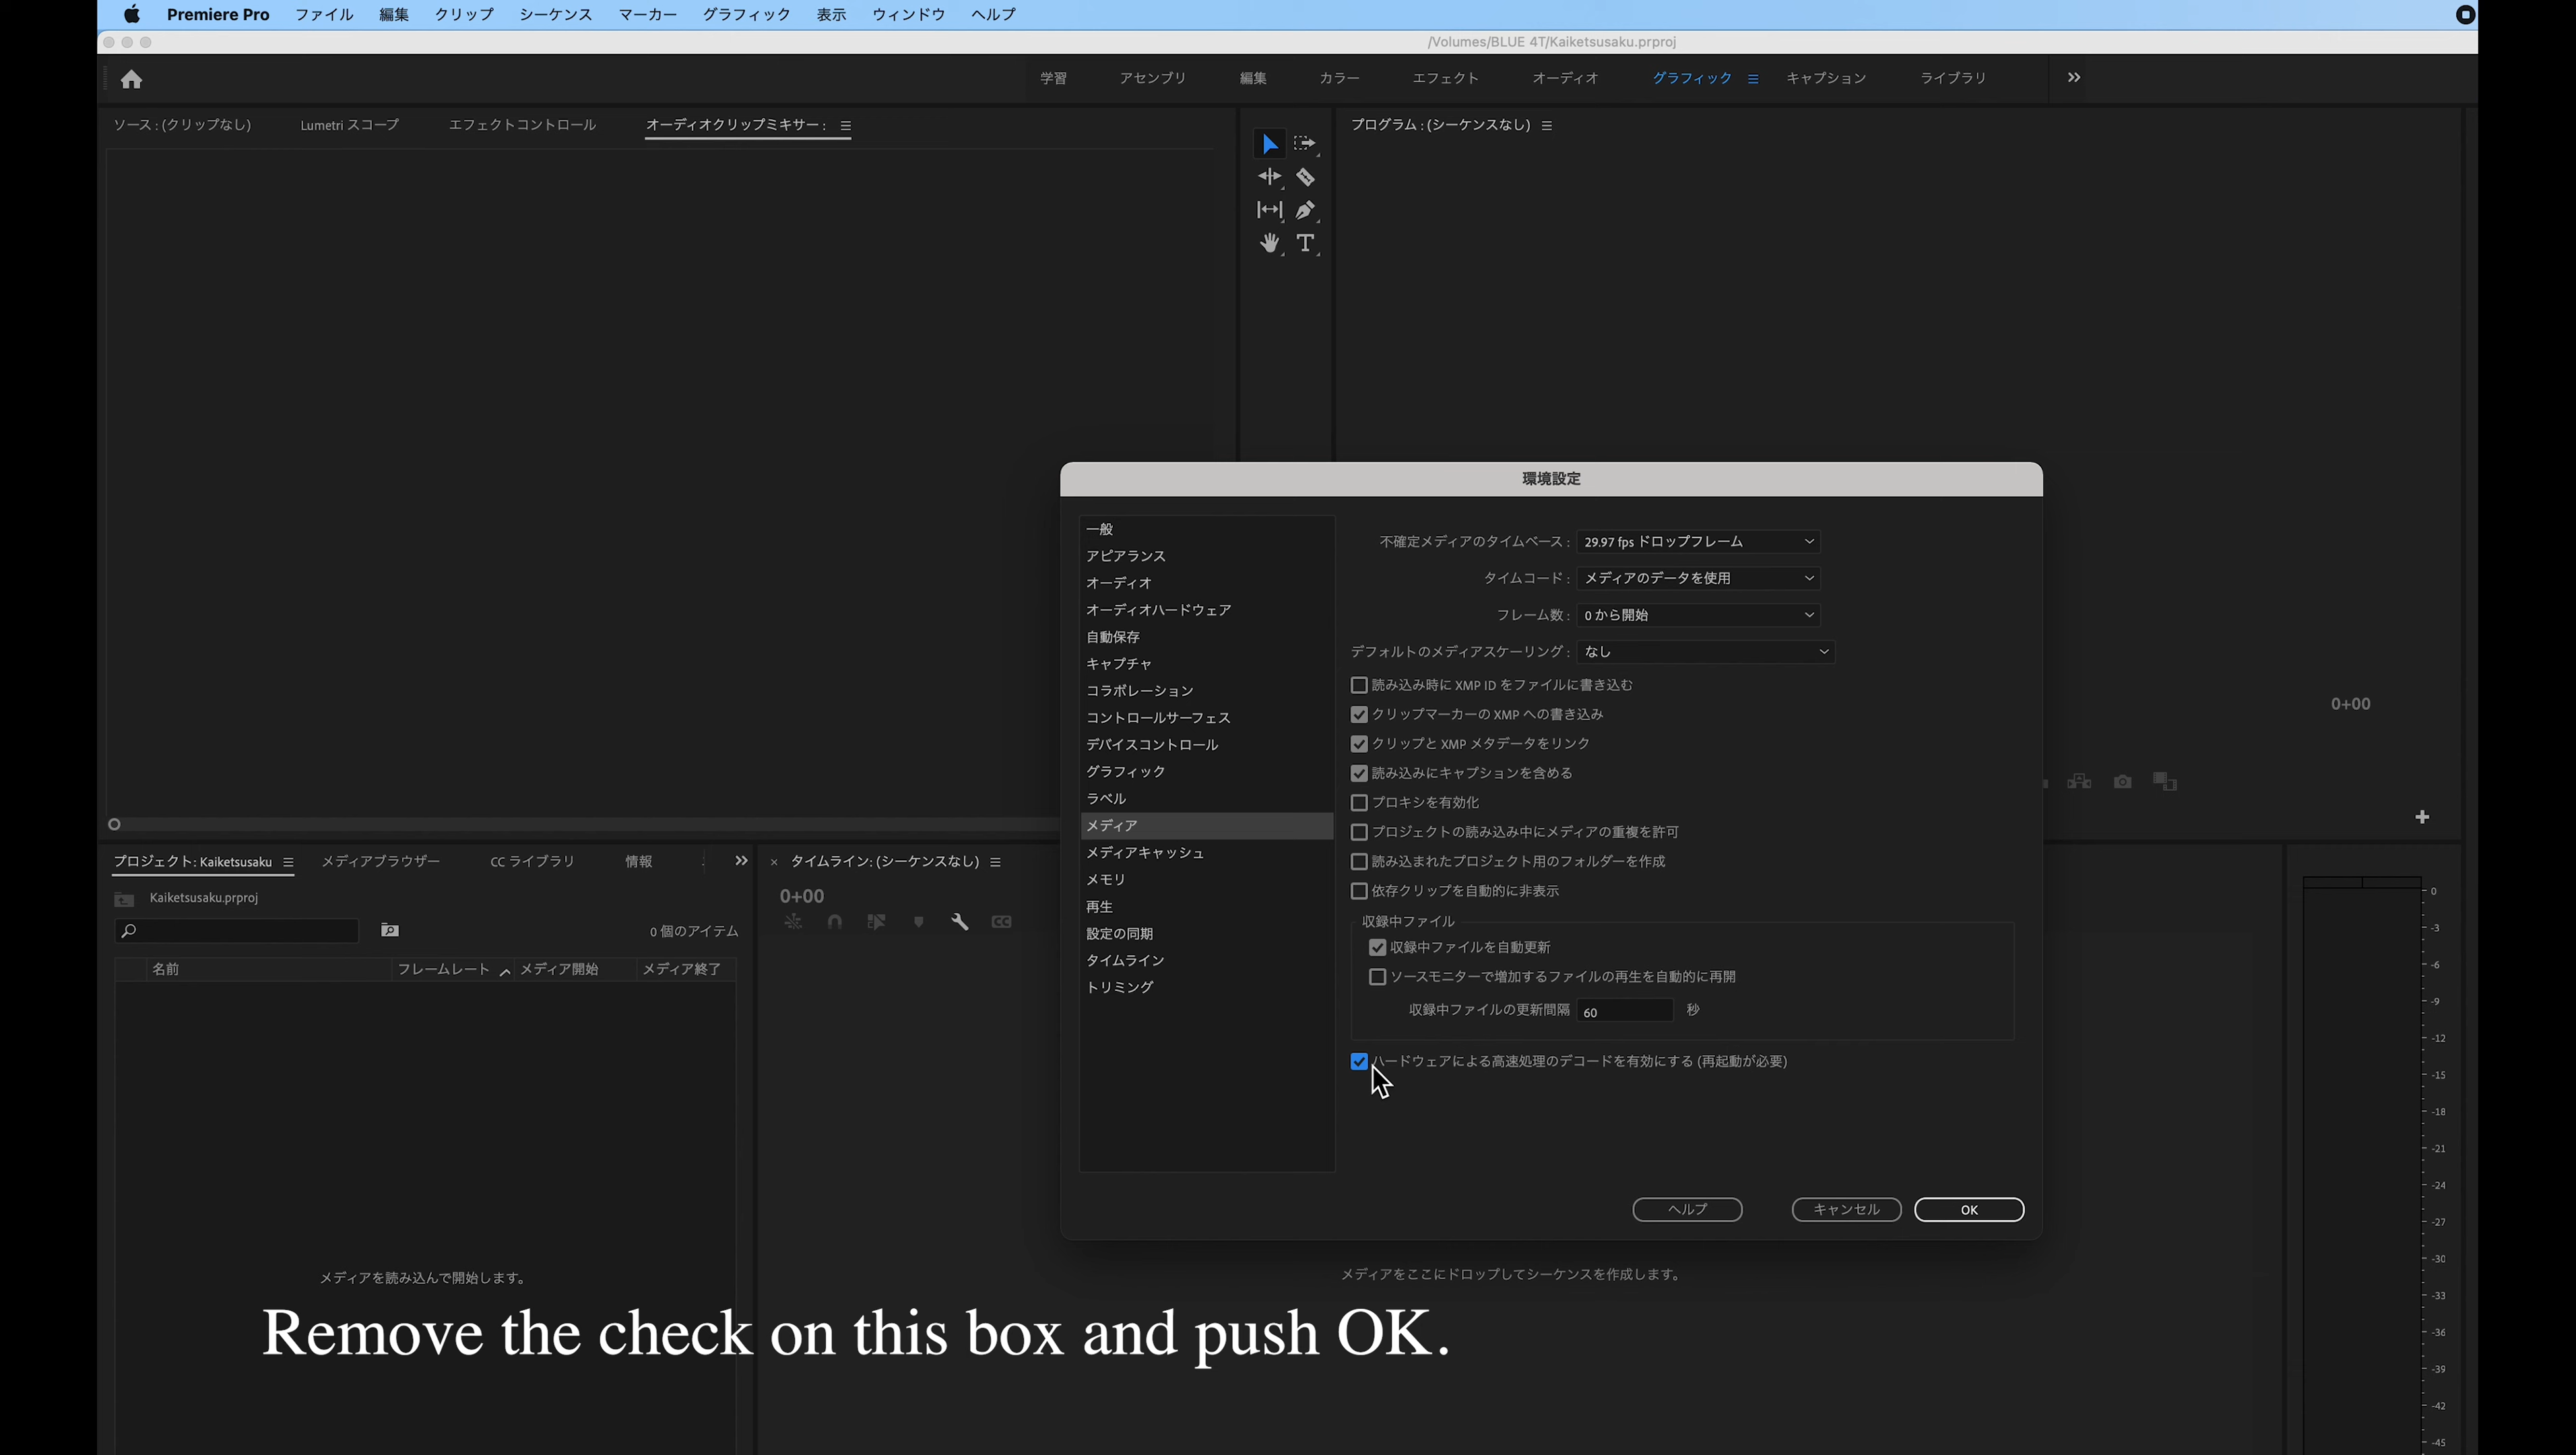 Premiere Pro ファイル 編集 クリップ シーケンス マーカー グラフィック 表示 ウィンドウ ヘルプ
/Volumes/BLUE 4T/Kaiketsusaku.prproj
学習 アセンブリ 編集 カラー エフェクト オーディオ グラフィック キャプション ライブラリ
ソース : (クリップなし) Lumetri スコープ エフェクトコントロール オーディオクリップミキサー :
プログラム : (シーケンスなし)
環境設定
一般
アピアランス
オーディオ
オーディオハードウェア
自動保存
キャプチャ
コラボレーション
コントロールサーフェス
デバイスコントロール
グラフィック
ラベル
メディア
メディアキャッシュ
メモリ
再生
設定の同期
タイムライン
トリミング
不確定メディアのタイムベース : 29.97 fps ドロップフレーム
タイムコード : メディアのデータを使用
フレーム数 : 0 から開始
デフォルトのメディアスケーリング : なし
読み込み時に XMP ID をファイルに書き込む
クリップマーカーの XMP への書き込み
クリップと XMP メタデータをリンク
読み込みにキャプションを含める
プロキシを有効化
プロジェクトの読み込み中にメディアの重複を許可
読み込まれたプロジェクト用のフォルダーを作成
依存クリップを自動的に非表示
収録中ファイル
収録中ファイルを自動更新
ソースモニターで増加するファイルの再生を自動的に再開
収録中ファイルの更新間隔 60 秒
ハードウェアによる高速処理のデコードを有効にする (再起動が必要)
ヘルプ キャンセル OK
0+00
プロジェクト: Kaiketsusaku メディアブラウザー CC ライブラリ 情報
Kaiketsusaku.prproj
0 個のアイテム
名前 フレームレート メディア開始 メディア終了
メディアを読み込んで開始します。
× タイムライン: (シーケンスなし)
0+00
CC
メディアをここにドロップしてシーケンスを作成します。
0
-3
-6
-9
-12
-15
-18
-21
-24
-27
-30
-33
-36
-39
-42
-45
Remove the check on this box and push OK.